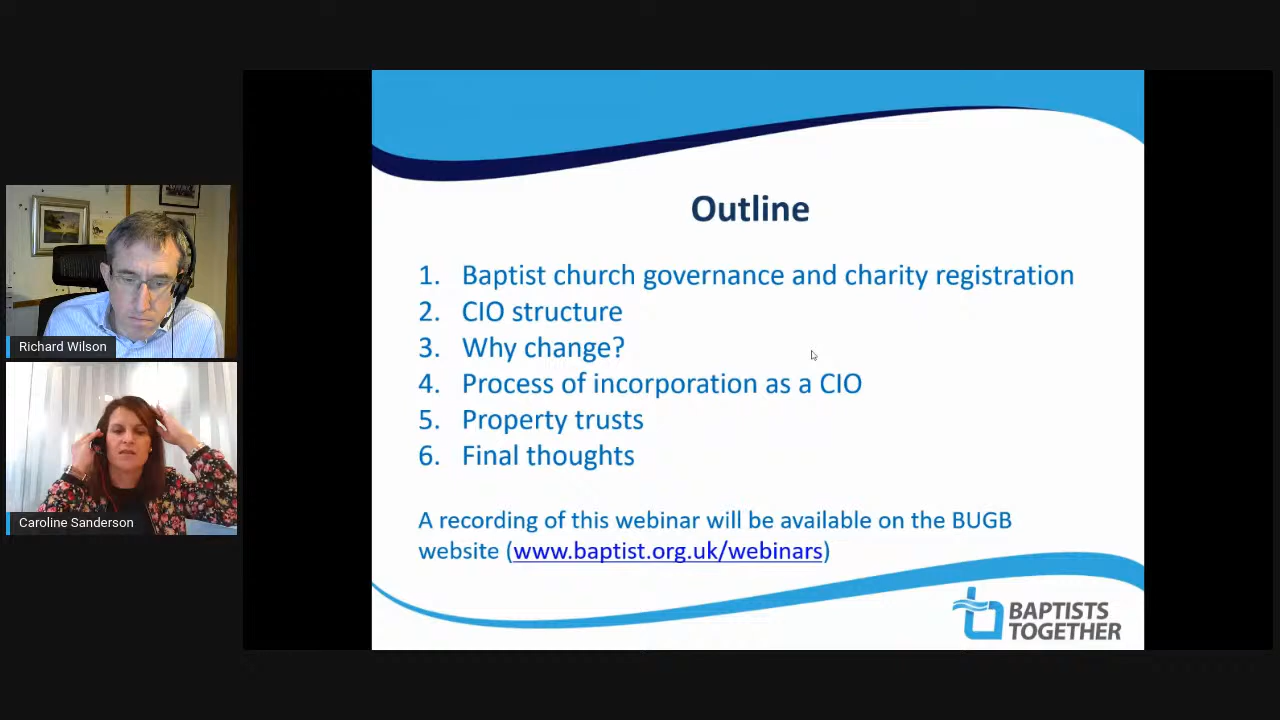 Outline
1. Baptist church governance and charity registration
2. CIO structure
3. Why change?
4. Process of incorporation as a CIO
5. Property trusts
6. Final thoughts
A recording of this webinar will be available on the BUGB
website (www.baptist.org.uk/webinars)
BAPTISTS
TOGETHER
Richard Wilson
Caroline Sanderson